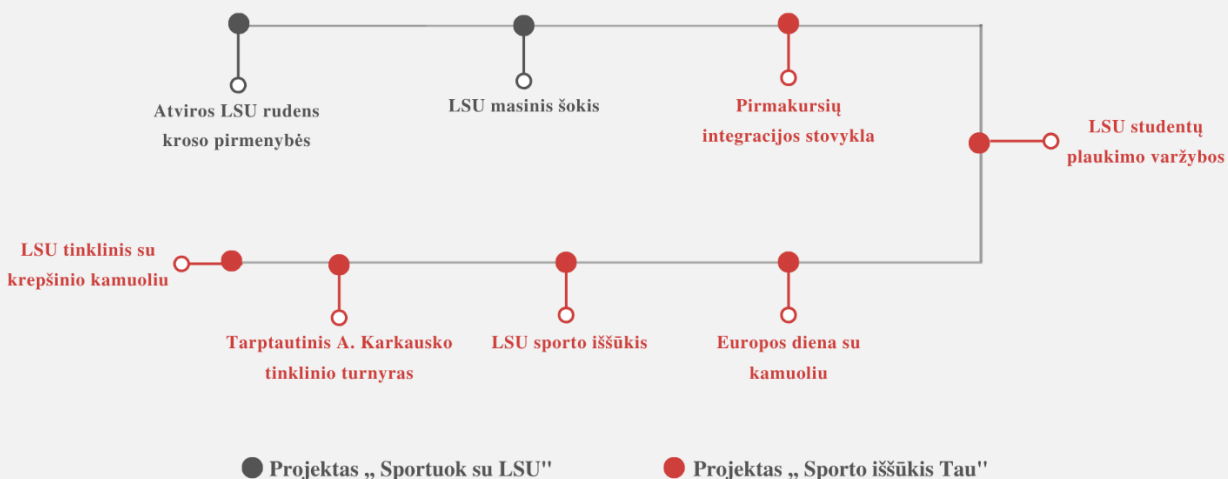 Atviros LSU rudens
kroso pirmenybės
LSU masinis šokis
Pirmakursių
integracijos stovykla
LSU studentų
plaukimo varžybos
LSU tinklinis su
krepšinio kamuoliu
Tarptautinis A. Karkausko
tinklinio turnyras
LSU sporto iššūkis
Europos diena su
kamuoliu
Projektas „ Sportuok su LSU"
Projektas „ Sporto iššūkis Tau"